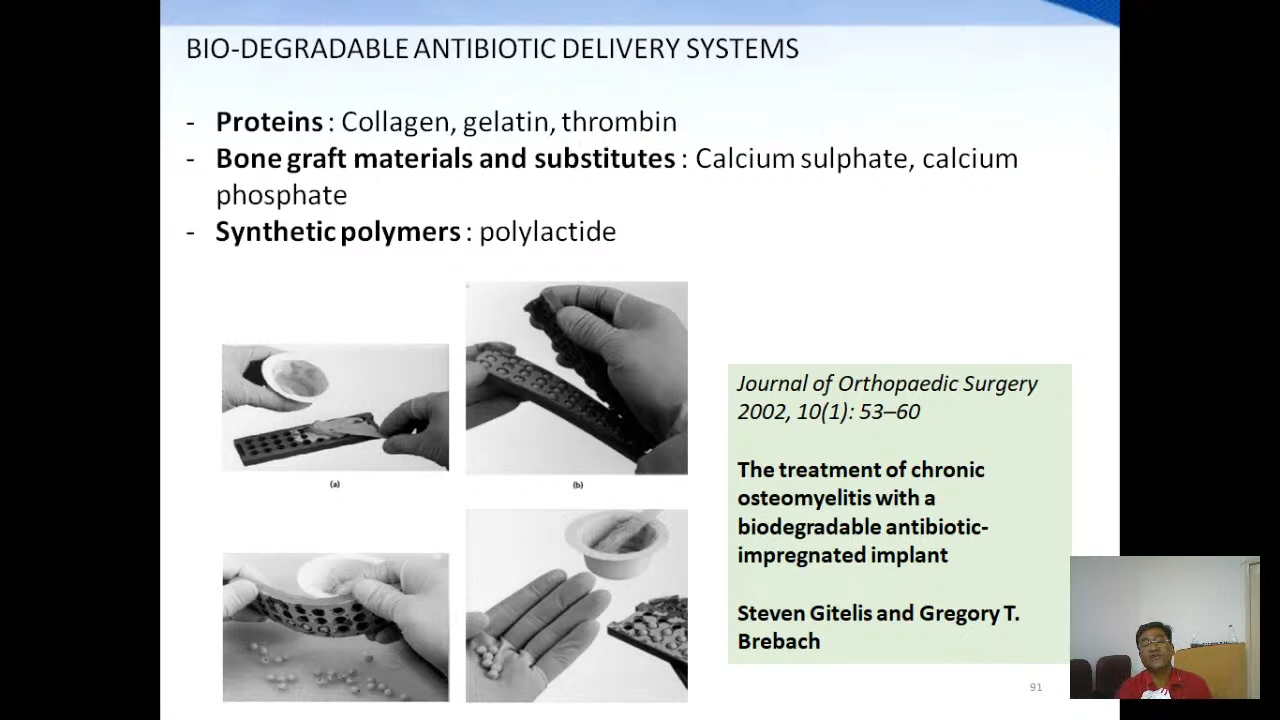 BIO-DEGRADABLE ANTIBIOTIC DELIVERY SYSTEMS
- Proteins : Collagen, gelatin, thrombin
- Bone graft materials and substitutes : Calcium sulphate, calcium
phosphate
- Synthetic polymers : polylactide
(a)
(b)
Journal of Orthopaedic Surgery
2002, 10(1): 53–60
The treatment of chronic
osteomyelitis with a
biodegradable antibiotic-
impregnated implant
Steven Gitelis and Gregory T.
Brebach
91